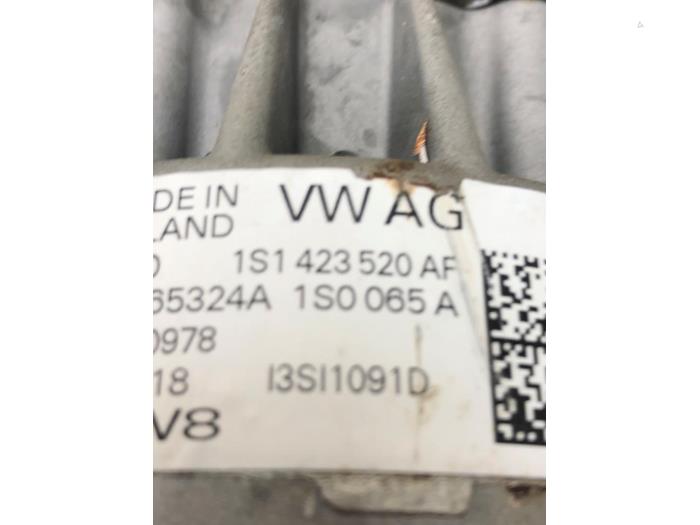 DE IN VW AG
LAND
1S1 423 520 AF
65324A 1S0 065 A
0978
18 I3SI1091D
V8